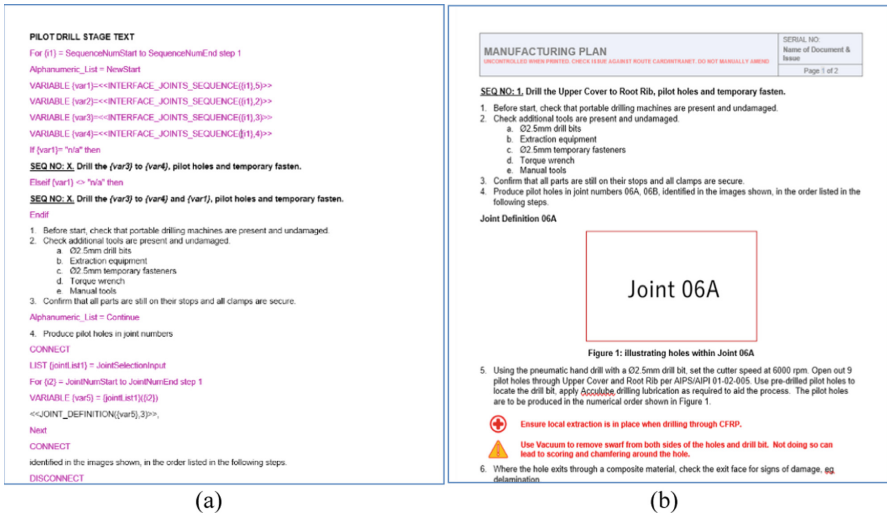 PILOT DRILL STAGE TEXT
For {i1} = SequenceNumStart to SequenceNumEnd step 1
Alphanumeric_List = NewStart
VARIABLE {var1}=<<INTERFACE_JOINTS_SEQUENCE({i1},5)>>
VARIABLE {var2}=<<INTERFACE_JOINTS_SEQUENCE({i1},2)>>
VARIABLE {var3}=<<INTERFACE_JOINTS_SEQUENCE({i1},3)>>
VARIABLE {var4}=<<INTERFACE_JOINTS_SEQUENCE({i1},4)>>
If {var1}= "n/a" then
SEQ NO: X. Drill the {var3} to {var4}, pilot holes and temporary fasten.
Elseif {var1} <> "n/a" then
SEQ NO: X. Drill the {var3} to {var4} and {var1}, pilot holes and temporary fasten.
Endif
1. Before start, check that portable drilling machines are present and undamaged.
2. Check additional tools are present and undamaged.
a. Ø2.5mm drill bits
b. Extraction equipment
c. Ø2.5mm temporary fasteners
d. Torque wrench
e. Manual tools
3. Confirm that all parts are still on their stops and all clamps are secure.
Alphanumeric_List = Continue
4. Produce pilot holes in joint numbers
CONNECT
LIST {jointList1} = JointSelectionInput
For {i2} = JointNumStart to JointNumEnd step 1
VARIABLE {var5} = {jointList1}({i2})
<<JOINT_DEFINITION({var5},3)>>,
Next
CONNECT
identified in the images shown, in the order listed in the following steps.
DISCONNECT
(a)
MANUFACTURING PLAN
UNCONTROLLED WHEN PRINTED. CHECK ISSUE AGAINST ROUTE CARD/INTRANET. DO NOT MANUALLY AMEND
SERIAL NO:
Name of Document &
Issue
Page 1 of 2
SEQ NO: 1. Drill the Upper Cover to Root Rib, pilot holes and temporary fasten.
1. Before start, check that portable drilling machines are present and undamaged.
2. Check additional tools are present and undamaged.
a. Ø2.5mm drill bits
b. Extraction equipment
c. Ø2.5mm temporary fasteners
d. Torque wrench
e. Manual tools
3. Confirm that all parts are still on their stops and all clamps are secure.
4. Produce pilot holes in joint numbers 06A, 06B, identified in the images shown, in the order listed in the
following steps.
Joint Definition 06A
Joint 06A
Figure 1: illustrating holes within Joint 06A
5. Using the pneumatic hand drill with a Ø2.5mm drill bit, set the cutter speed at 6000 rpm. Open out 9
pilot holes through Upper Cover and Root Rib per AIPS/AIPI 01-02-005. Use pre-drilled pilot holes to
locate the drill bit, apply Acculube drilling lubrication as required to aid the process. The pilot holes
are to be produced in the numerical order shown in Figure 1.
Ensure local extraction is in place when drilling through CFRP.
Use Vacuum to remove swarf from both sides of the holes and drill bit. Not doing so can
lead to scoring and chamfering around the hole.
6. Where the hole exits through a composite material, check the exit face for signs of damage, eg
delamination
(b)